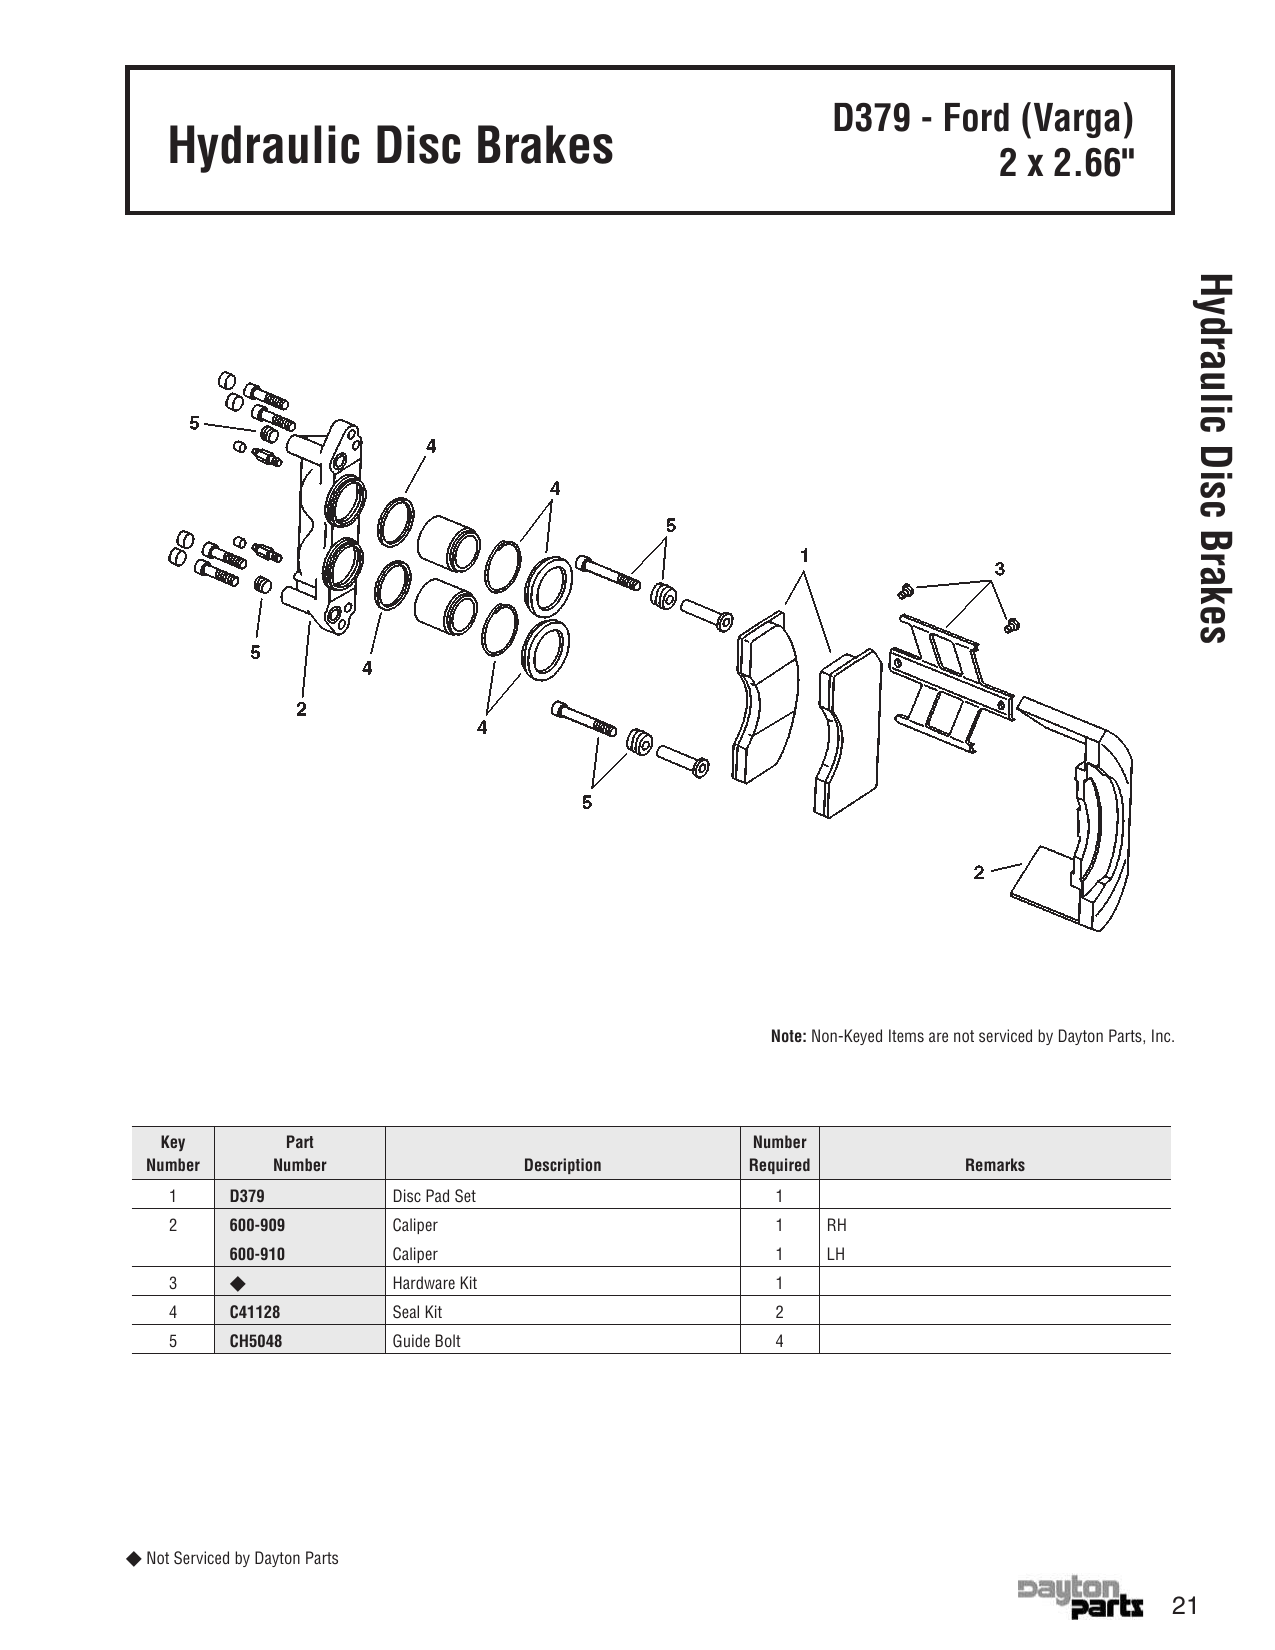 Hydraulic Disc Brakes
D379 - Ford (Varga)
2 x 2.66"
Hydraulic Disc Brakes
5
4
4
5
1
3
5
4
2
4
5
2
Note: Non-Keyed Items are not serviced by Dayton Parts, Inc.
Key Number Part Number Description Number Required Remarks
1 D379 Disc Pad Set 1
2 600-909 Caliper 1 RH
600-910 Caliper 1 LH
3 ◆ Hardware Kit 1
4 C41128 Seal Kit 2
5 CH5048 Guide Bolt 4
◆ Not Serviced by Dayton Parts
Dayton
parts
21